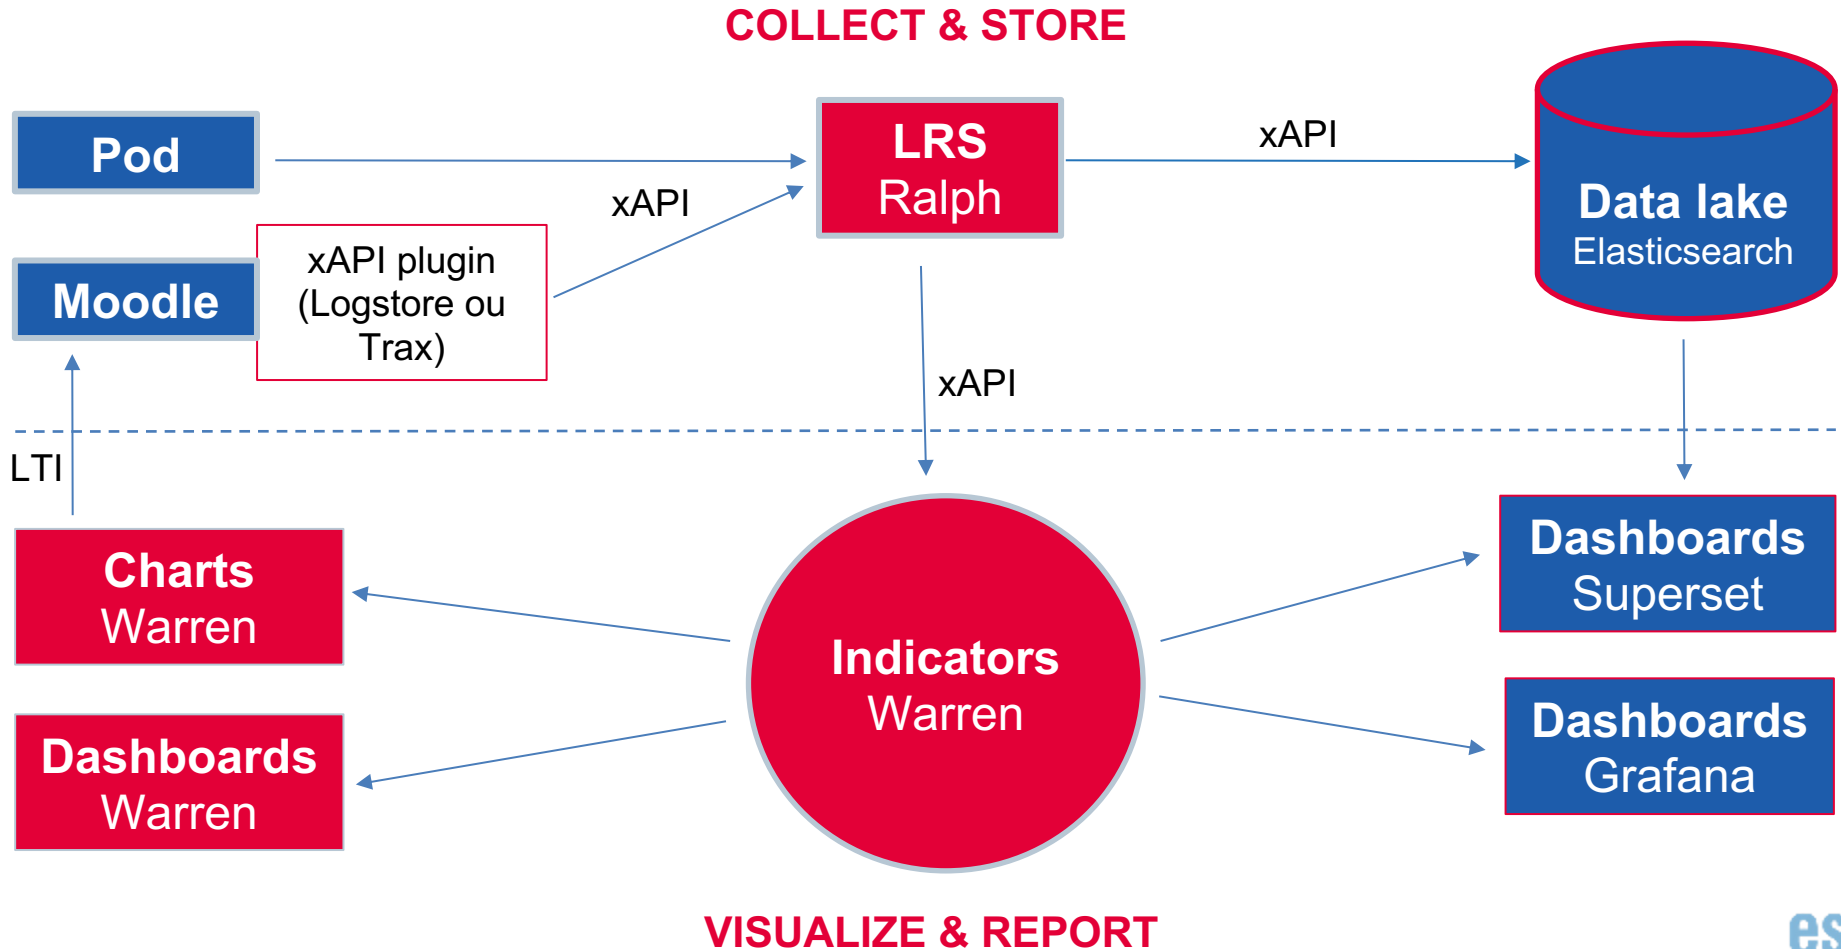 COLLECT & STORE
Pod
LRS
Ralph
xAPI
Data lake
Elasticsearch
xAPI
Moodle
xAPI plugin
(Logstore ou
Trax)
xAPI
LTI
Charts
Warren
Dashboards
Warren
Indicators
Warren
Dashboards
Superset
Dashboards
Grafana
VISUALIZE & REPORT
es